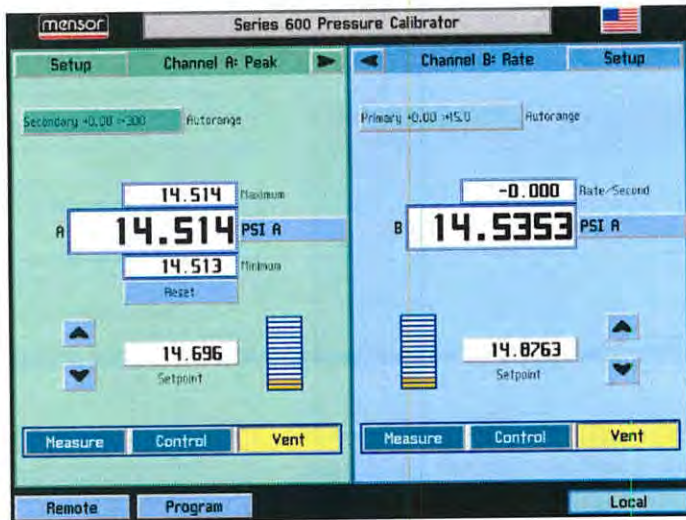 mensor
Series 600 Pressure Calibrator
Setup
Channel A: Peak
Secondary +0.00 :+300
Autorange
14.514
Maximum
A
14.514
PSI A
14.513
Minimum
Reset
14.696
Setpoint
Measure
Control
Vent
Channel B: Rate
Setup
Primary +0.00 :+15.0
Autorange
-0.000
Rate/Second
B
14.5353
PSI A
14.8763
Setpoint
Measure
Control
Vent
Remote
Program
Local